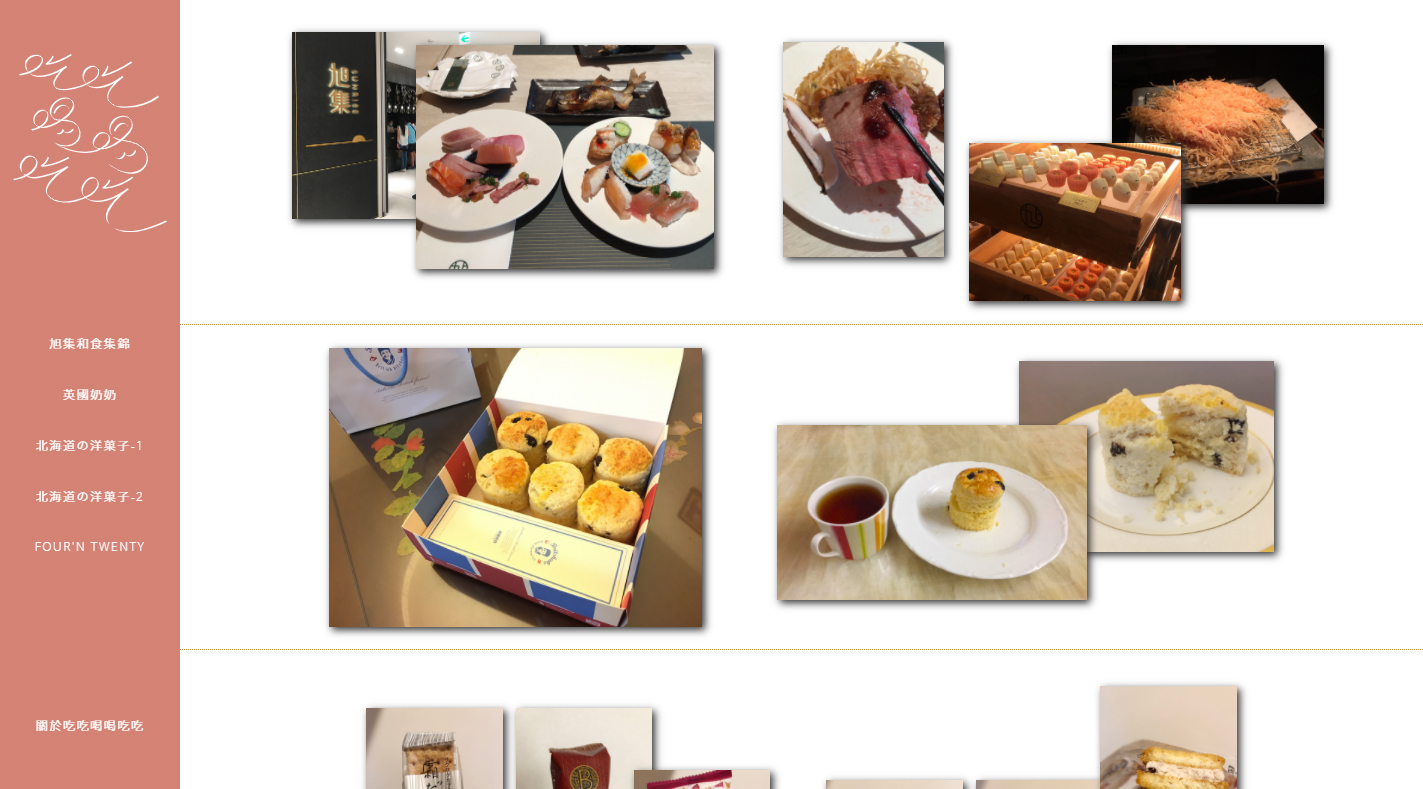 吃吃
喝喝
吃吃
旭集和食集錦
英國奶奶
北海道の洋菓子-1
北海道の洋菓子-2
FOUR'N TWENTY
關於吃吃喝喝吃吃
旭集
SUNRISE